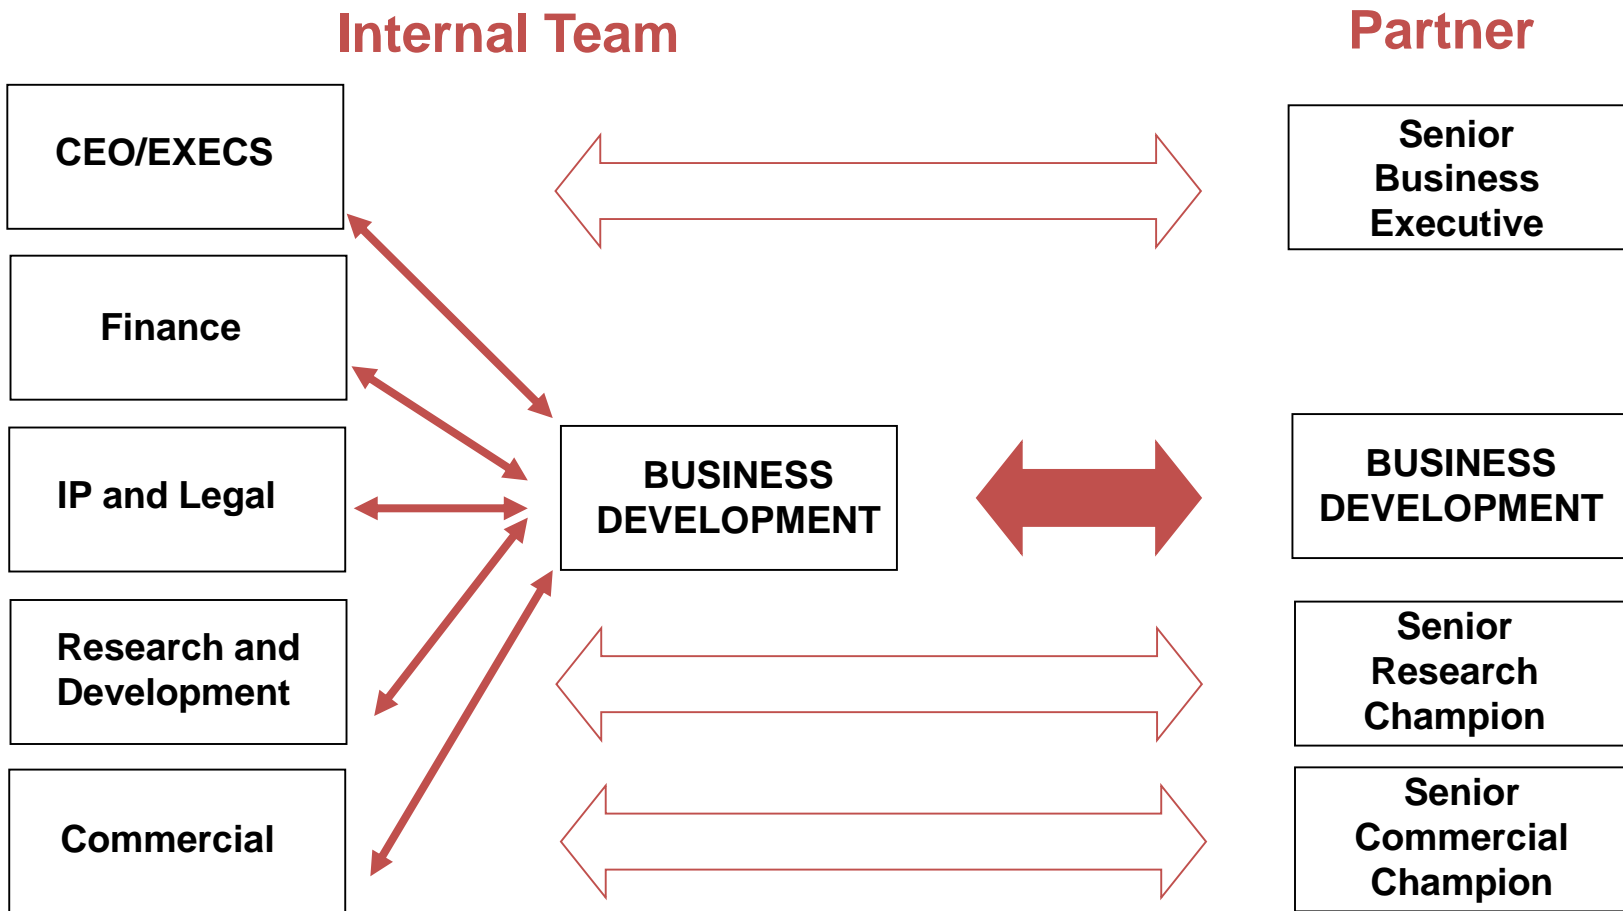 Internal Team
Partner
CEO/EXECS
Finance
IP and Legal
Research and
Development
Commercial
BUSINESS
DEVELOPMENT
Senior
Business
Executive
BUSINESS
DEVELOPMENT
Senior
Research
Champion
Senior
Commercial
Champion